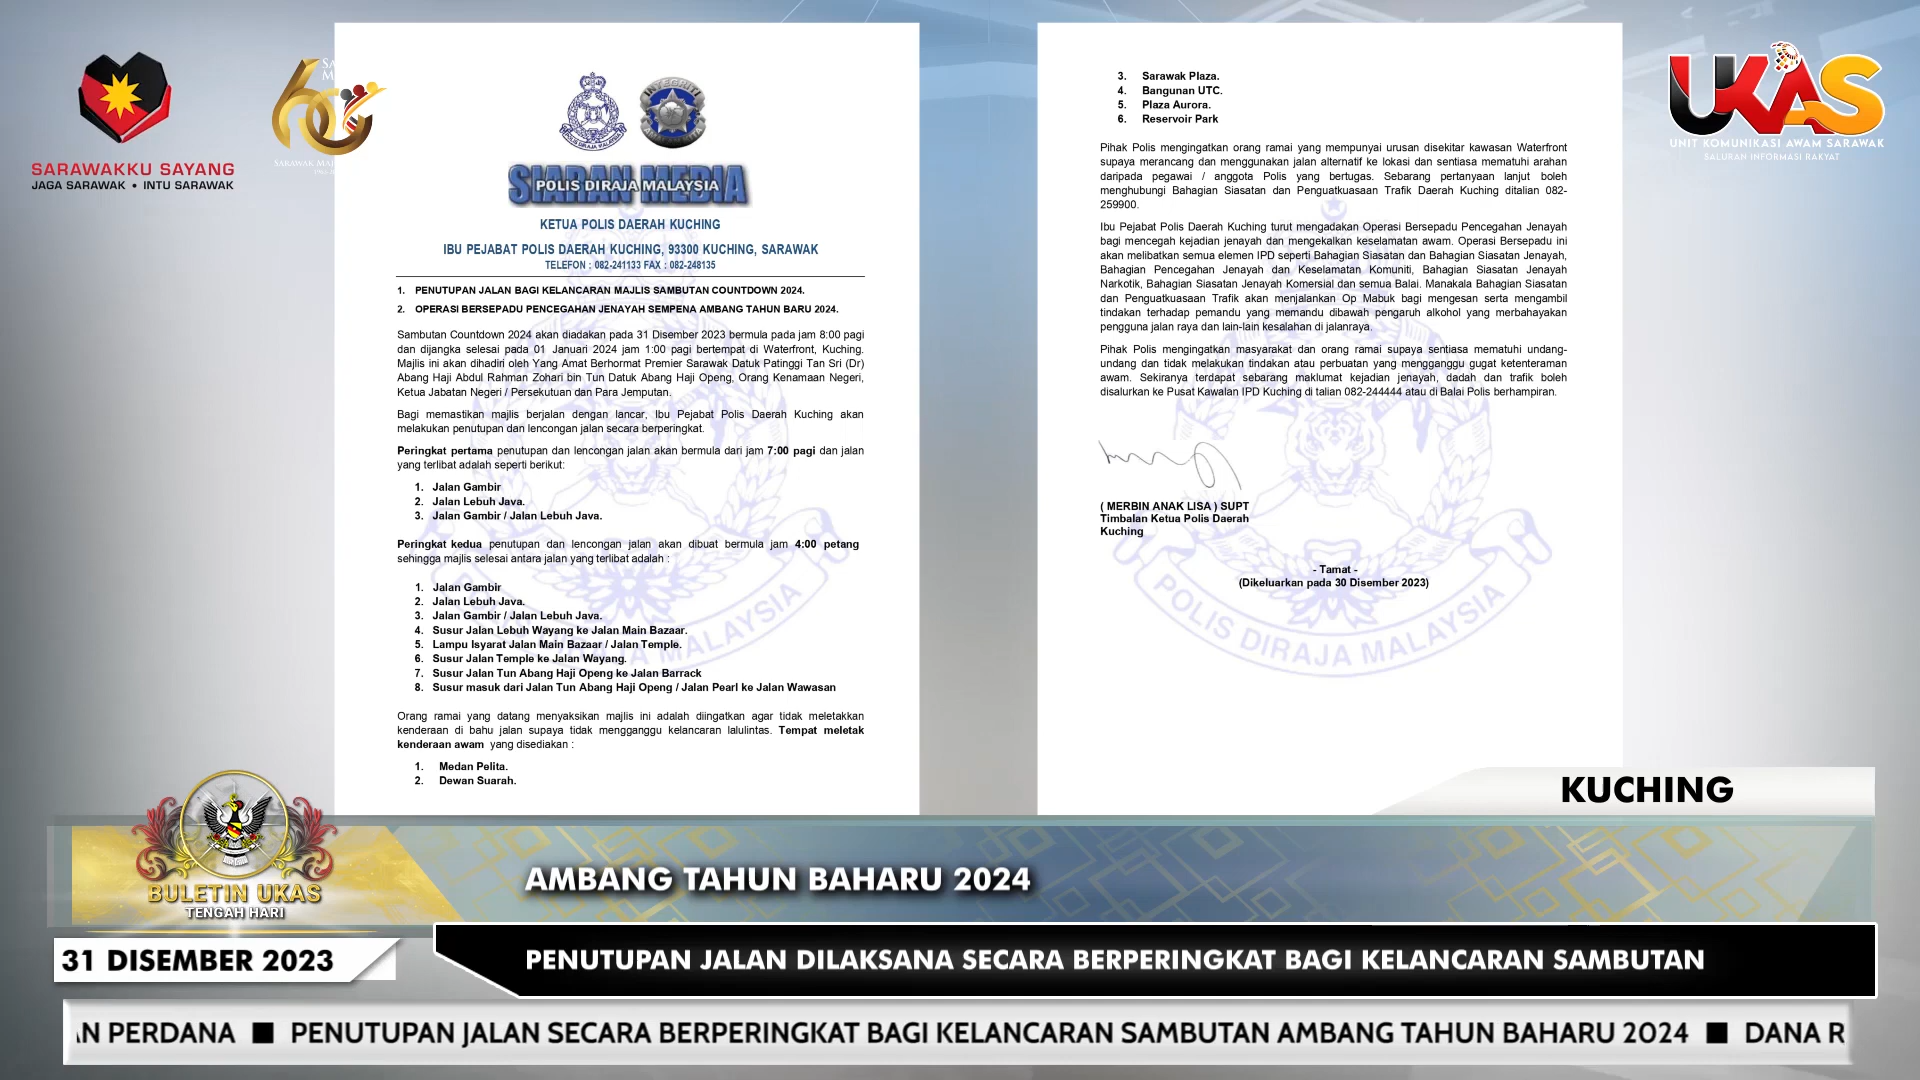 SARAWAKKU SAYANG
JAGA SARAWAK • INTU SARAWAK
60
UKAS
UNIT KOMUNIKASI AWAM SARAWAK
SALURAN INFORMASI RAKYAT
POLIS DIRAJA MALAYSIA
INTEGRITI
SIARAN MEDIA
POLIS DIRAJA MALAYSIA
KETUA POLIS DAERAH KUCHING
IBU PEJABAT POLIS DAERAH KUCHING, 93300 KUCHING, SARAWAK
TELEFON : 082-241133 FAX : 082-248135
1. PENUTUPAN JALAN BAGI KELANCARAN MAJLIS SAMBUTAN COUNTDOWN 2024.
2. OPERASI BERSEPADU PENCEGAHAN JENAYAH SEMPENA AMBANG TAHUN BARU 2024.
Sambutan Countdown 2024 akan diadakan pada 31 Disember 2023 bermula pada jam 8:00 pagi
dan dijangka selesai pada 01 Januari 2024 jam 1:00 pagi bertempat di Waterfront, Kuching.
Majlis ini akan dihadiri oleh Yang Amat Berhormat Premier Sarawak Datuk Patinggi Tan Sri (Dr)
Abang Haji Abdul Rahman Zohari bin Tun Datuk Abang Haji Openg, Orang Kenamaan Negeri,
Ketua Jabatan Negeri / Persekutuan dan Para Jemputan.
Bagi memastikan majlis berjalan dengan lancar, Ibu Pejabat Polis Daerah Kuching akan
melakukan penutupan dan lencongan jalan secara berperingkat.
Peringkat pertama penutupan dan lencongan jalan akan bermula dari jam 7:00 pagi dan jalan
yang terlibat adalah seperti berikut:
1. Jalan Gambir
2. Jalan Lebuh Java.
3. Jalan Gambir / Jalan Lebuh Java.
Peringkat kedua penutupan dan lencongan jalan akan dibuat bermula jam 4:00 petang
sehingga majlis selesai antara jalan yang terlibat adalah :
1. Jalan Gambir
2. Jalan Lebuh Java.
3. Jalan Gambir / Jalan Lebuh Java.
4. Susur Jalan Lebuh Wayang ke Jalan Main Bazaar.
5. Lampu Isyarat Jalan Main Bazaar / Jalan Temple.
6. Susur Jalan Temple ke Jalan Wayang.
7. Susur Jalan Tun Abang Haji Openg ke Jalan Barrack
8. Susur masuk dari Jalan Tun Abang Haji Openg / Jalan Pearl ke Jalan Wawasan
Orang ramai yang datang menyaksikan majlis ini adalah diingatkan agar tidak meletakkan
kenderaan di bahu jalan supaya tidak mengganggu kelancaran lalulintas. Tempat meletak
kenderaan awam yang disediakan :
1. Medan Pelita.
2. Dewan Suarah.
3. Sarawak Plaza.
4. Bangunan UTC.
5. Plaza Aurora.
6. Reservoir Park
Pihak Polis mengingatkan orang ramai yang mempunyai urusan disekitar kawasan Waterfront
supaya merancang dan menggunakan jalan alternatif ke lokasi dan sentiasa mematuhi arahan
daripada pegawai / anggota Polis yang bertugas. Sebarang pertanyaan lanjut boleh
menghubungi Bahagian Siasatan dan Penguatkuasaan Trafik Daerah Kuching ditalian 082-
259900.
Ibu Pejabat Polis Daerah Kuching turut mengadakan Operasi Bersepadu Pencegahan Jenayah
bagi mencegah kejadian jenayah dan mengekalkan keselamatan awam. Operasi Bersepadu ini
akan melibatkan semua elemen IPD seperti Bahagian Siasatan dan Bahagian Siasatan Jenayah,
Bahagian Pencegahan Jenayah dan Keselamatan Komuniti, Bahagian Siasatan Jenayah
Narkotik, Bahagian Siasatan Jenayah Komersial dan semua Balai. Manakala Bahagian Siasatan
dan Penguatkuasaan Trafik akan menjalankan Op Mabuk bagi mengesan serta mengambil
tindakan terhadap pemandu yang memandu dibawah pengaruh alkohol yang merbahayakan
pengguna jalan raya dan lain-lain kesalahan di jalanraya.
Pihak Polis mengingatkan masyarakat dan orang ramai supaya sentiasa mematuhi undang-
undang dan tidak melakukan tindakan atau perbuatan yang mengganggu gugat ketenteraman
awam. Sekiranya terdapat sebarang maklumat kejadian jenayah, dadah dan trafik boleh
disalurkan ke Pusat Kawalan IPD Kuching di talian 082-244444 atau di Balai Polis berhampiran.
( MERBIN ANAK LISA ) SUPT
Timbalan Ketua Polis Daerah
Kuching
- Tamat -
(Dikeluarkan pada 30 Disember 2023)
POLIS DIRAJA MALAYSIA
KUCHING
BULETIN UKAS
TENGAH HARI
AMBANG TAHUN BAHARU 2024
31 DISEMBER 2023
PENUTUPAN JALAN DILAKSANA SECARA BERPERINGKAT BAGI KELANCARAN SAMBUTAN
AN PERDANA ■ PENUTUPAN JALAN SECARA BERPERINGKAT BAGI KELANCARAN SAMBUTAN AMBANG TAHUN BAHARU 2024 ■ DANA R